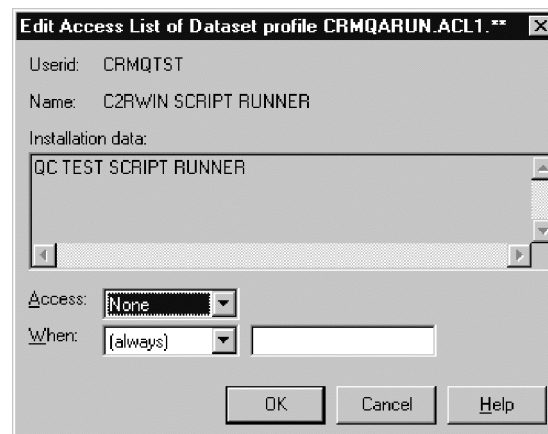 Edit Access List of Dataset profile CRMQARUN.ACL1.**
Userid: CRMQTST
Name: C2RWIN SCRIPT RUNNER
Installation data:
QC TEST SCRIPT RUNNER
Access: None
When: (always)
OK Cancel Help